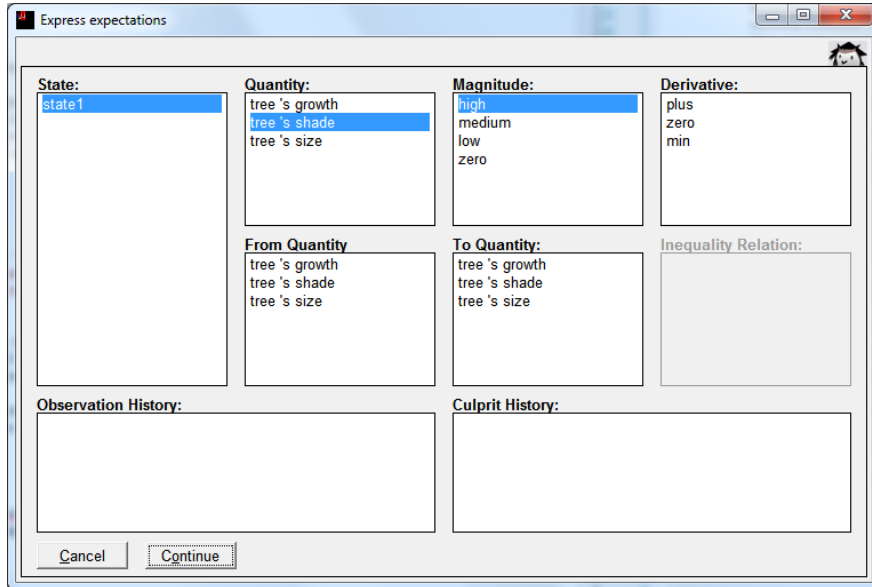 Express expectations
State:
state1
Quantity:
tree 's growth
tree 's shade
tree 's size
Magnitude:
high
medium
low
zero
Derivative:
plus
zero
min
From Quantity
tree 's growth
tree 's shade
tree 's size
To Quantity:
tree 's growth
tree 's shade
tree 's size
Inequality Relation:
Observation History:
Culprit History:
Cancel
Continue